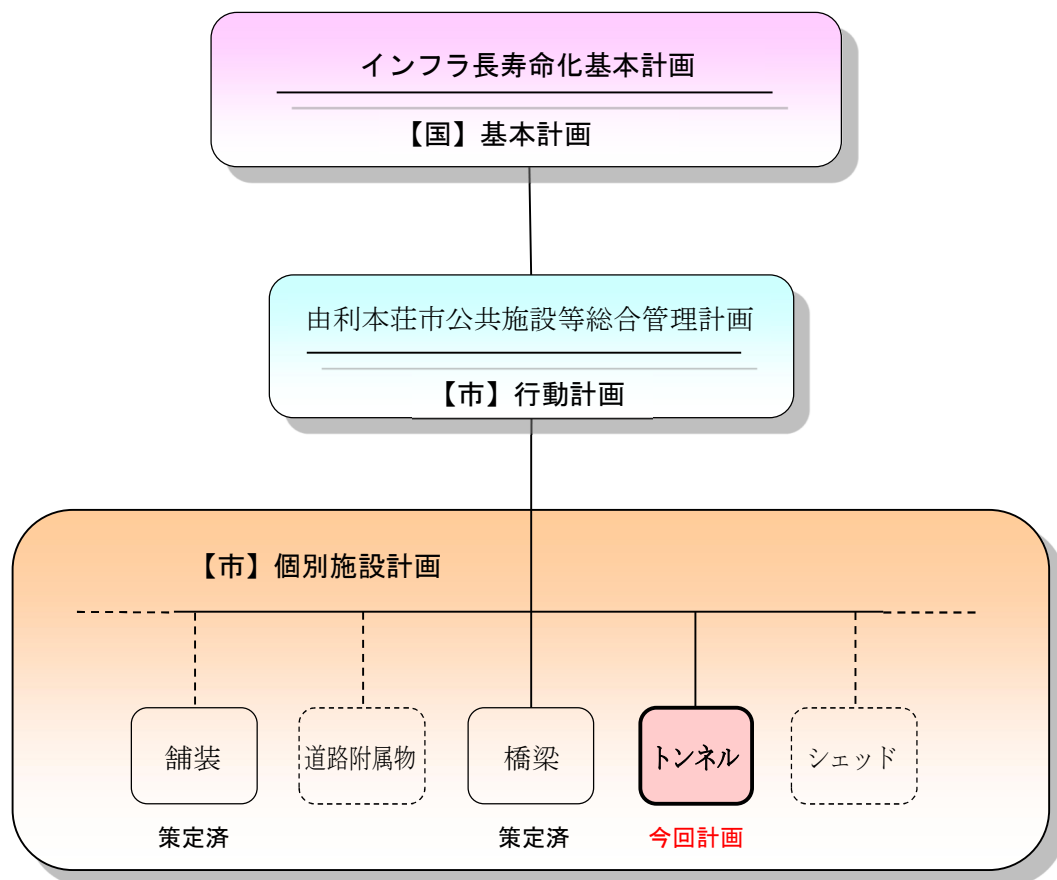 インフラ長寿命化基本計画
【国】基本計画
由利本荘市公共施設等総合管理計画
【市】行動計画
【市】個別施設計画
舗装
道路附属物
橋梁
トンネル
シェッド
策定済
策定済
今回計画